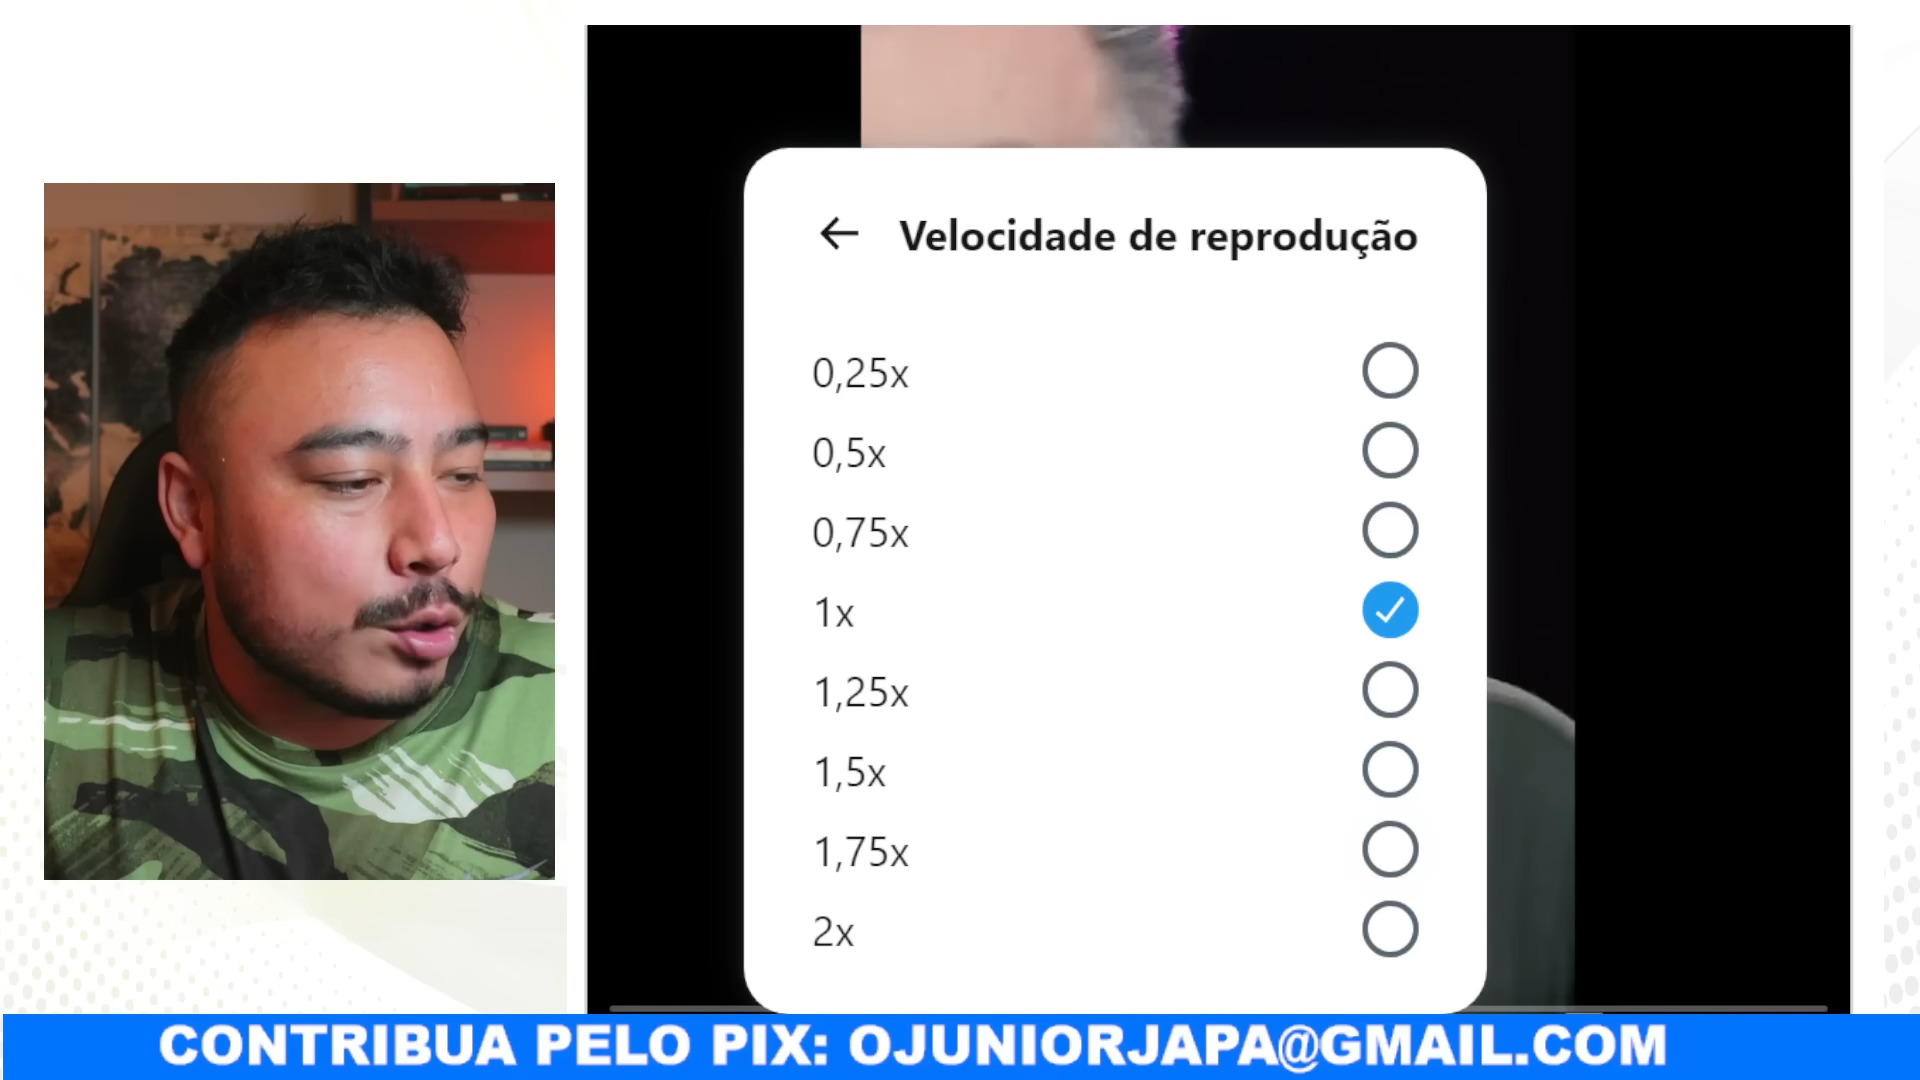 Velocidade de reprodução
0,25x
0,5x
0,75x
1x
1,25x
1,5x
1,75x
2x
CONTRIBUA PELO PIX: OJUNIORJAPA@GMAIL.COM